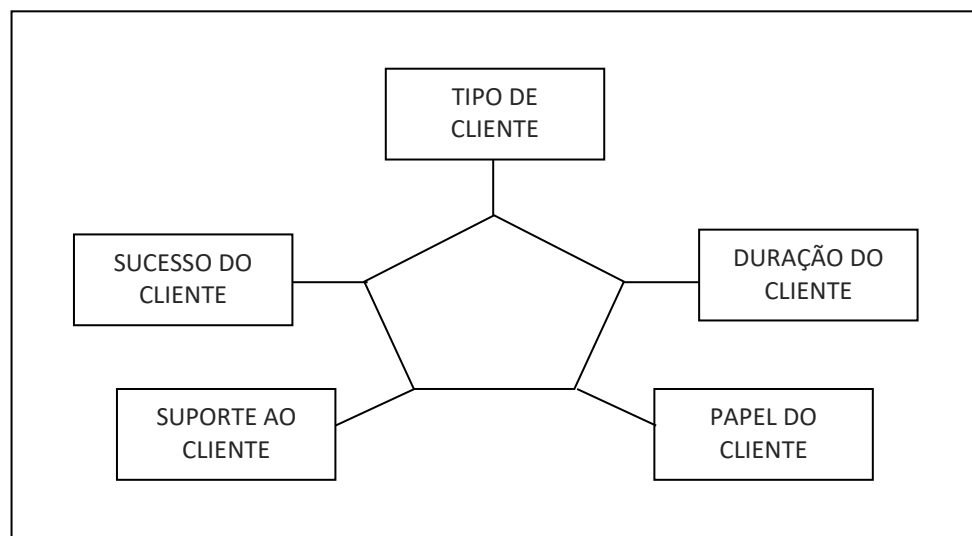 TIPO DE
CLIENTE
SUCESSO DO
CLIENTE
DURAÇÃO DO
CLIENTE
SUPORTE AO
CLIENTE
PAPEL DO
CLIENTE